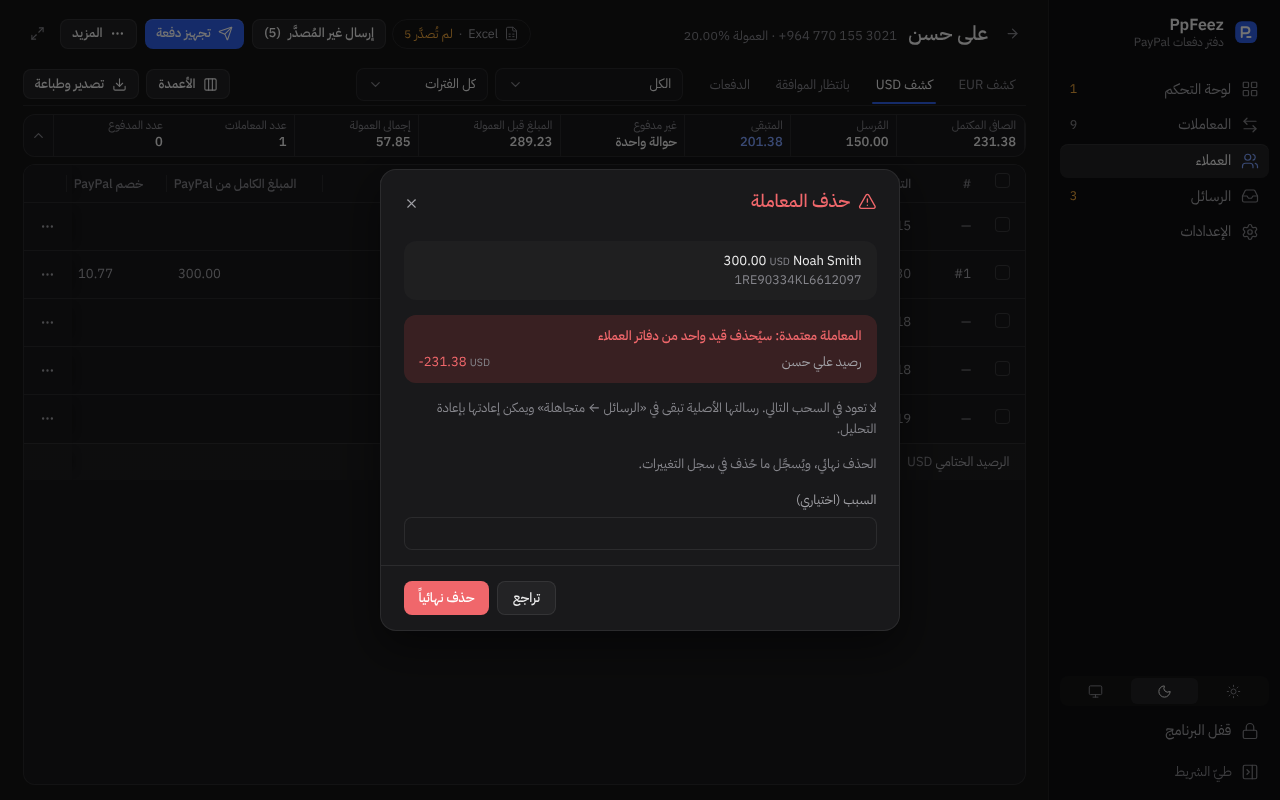 PpFeez
دفتر دفعات PayPal
لوحة التحكم 1
المعاملات 9
العملاء
الرسائل 3
الإعدادات
قفل البرنامج
طيّ الشريط
علي حسن
+964 770 155 3021 · العمولة 20.00%
Excel · لم تُصدَّر 5
إرسال غير المُصدَّر (5)
تجهيز دفعة
المزيد
كشف EUR
كشف USD
بانتظار الموافقة
الدفعات
الكل
كل الفترات
الأعمدة
تصدير وطباعة
الصافي المكتمل
231.38
المُرسل
150.00
المتبقي
201.38
غير مدفوع
حوالة واحدة
المبلغ قبل العمولة
289.23
إجمالي العمولة
57.85
عدد المعاملات
1
عدد المدفوع
0
#
المبلغ الكامل من PayPal
خصم PayPal
—
#1
300.00
10.77
—
—
—
الرصيد الختامي USD
حذف المعاملة
300.00 USD Noah Smith
1RE90334KL6612097
المعاملة معتمدة: سيُحذف قيد واحد من دفاتر العملاء
رصيد علي حسن
-231.38 USD
لا تعود في السحب التالي. رسالتها الأصلية تبقى في «الرسائل ← متجاهلة» ويمكن إعادتها بإعادة
التحليل.
الحذف نهائي، ويُسجَّل ما حُذف في سجل التغييرات.
السبب (اختياري)
تراجع
حذف نهائياً